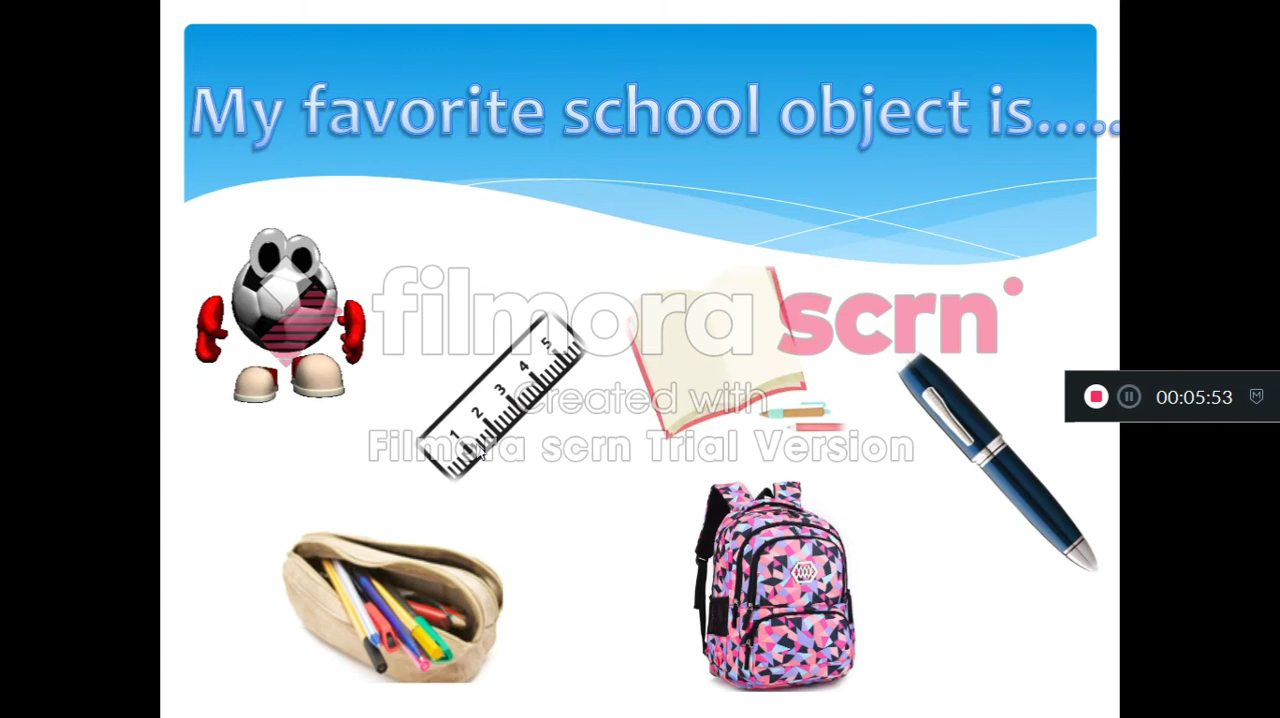 My favorite school object is.....
filmora scrn
Created with
Filmora scrn Trial Version
1 2 3 4 5
00:05:53